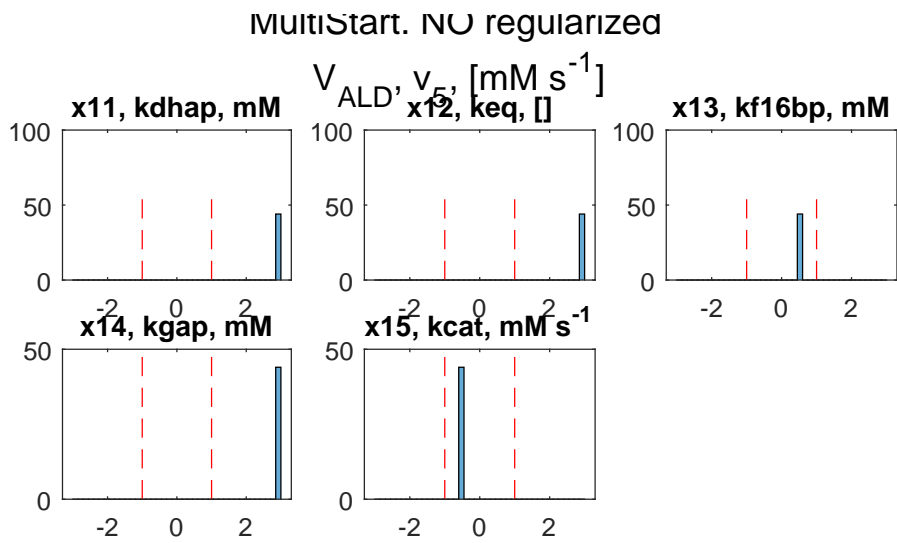 MultiStart. NO regularized
V_ALD, v_5, [mM s^-1]
x11, kdhap, mM
x12, keq, []
x13, kf16bp, mM
100
50
0
-2 0 2
100
50
0
-2 0 2
100
50
0
-2 0 2
x14, kgap, mM
x15, kcat, mM s^-1
50
0
-2 0 2
50
0
-2 0 2